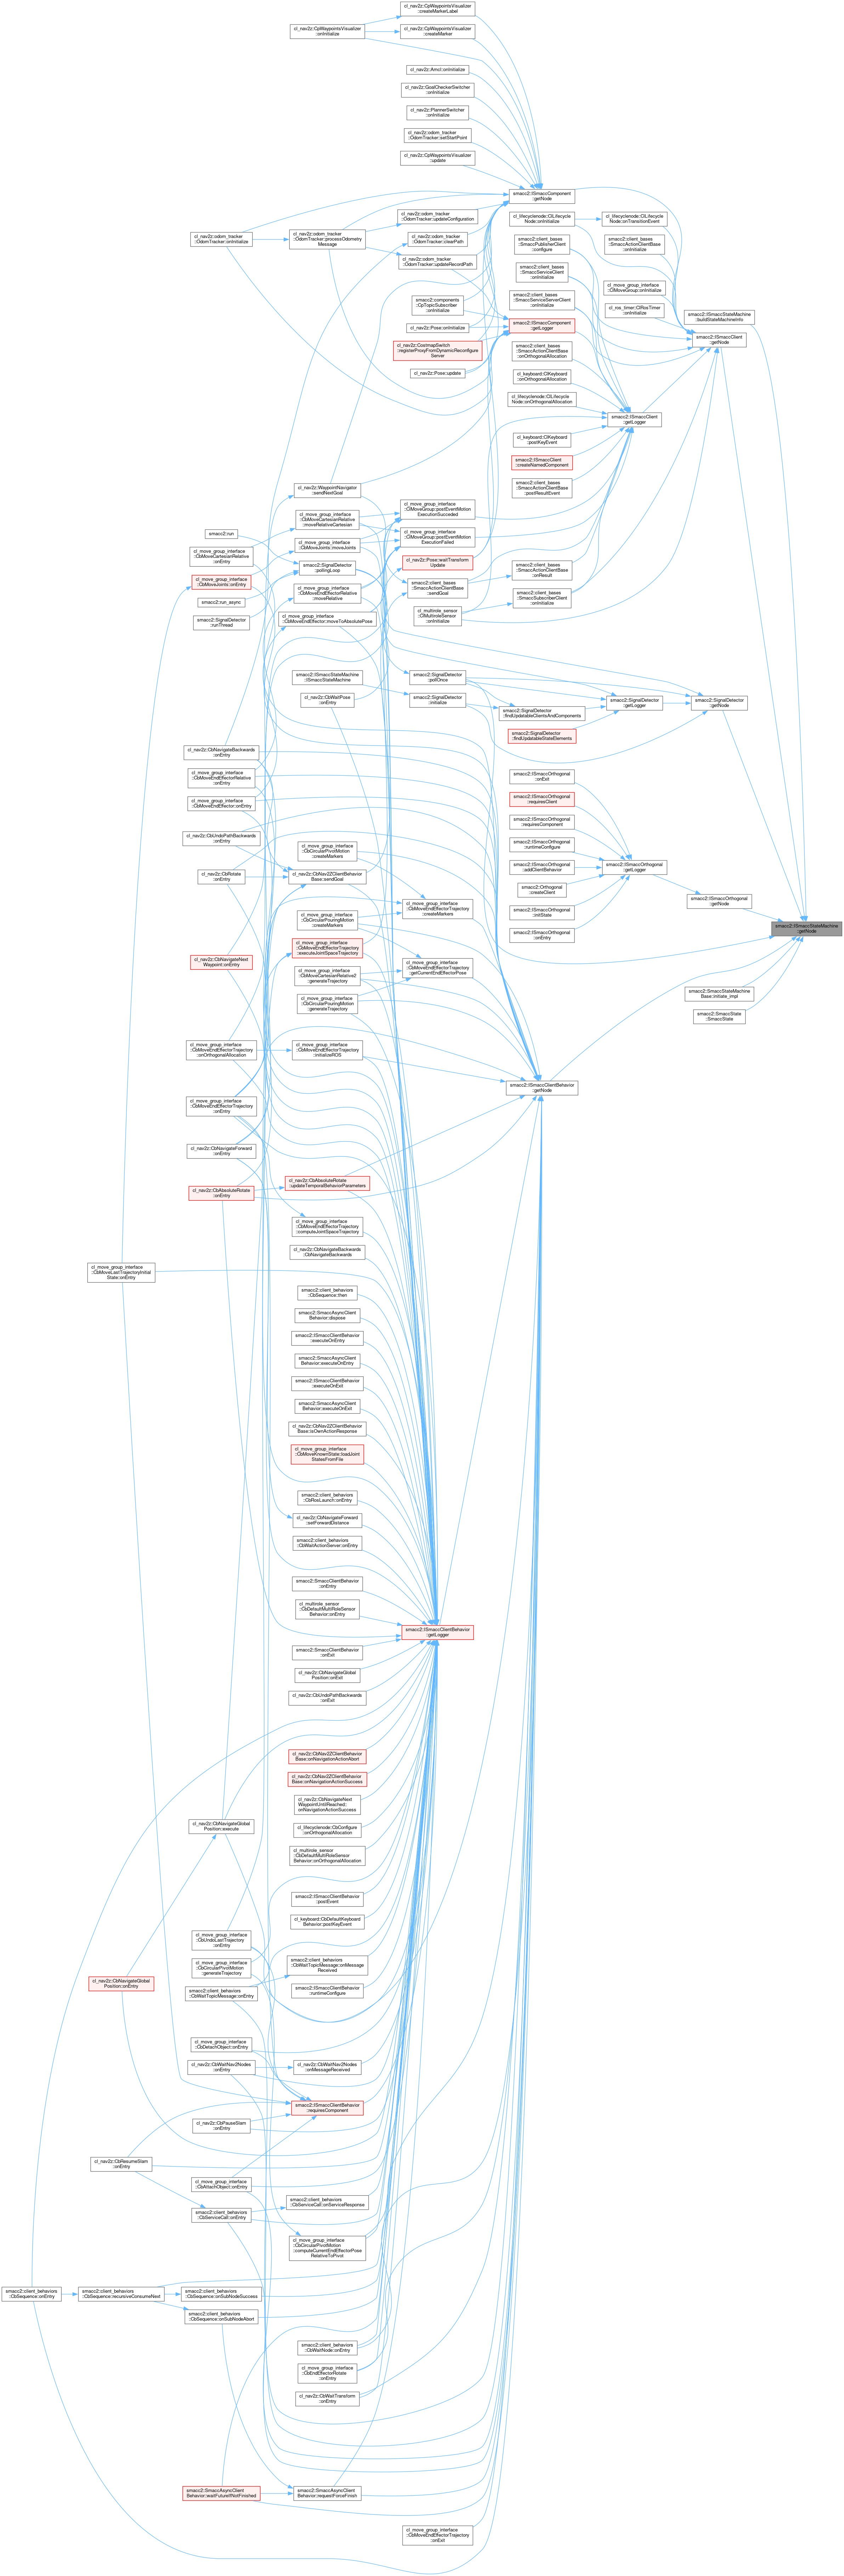 cl_nav2z::CpWaypointsVisualizer
::createMarkerLabel
cl_nav2z::CpWaypointsVisualizer
::onInitialize
cl_nav2z::CpWaypointsVisualizer
::createMarker
cl_nav2z::Amcl::onInitialize
cl_nav2z::GoalCheckerSwitcher
::onInitialize
cl_nav2z::PlannerSwitcher
::onInitialize
cl_nav2z::odom_tracker
::OdomTracker::setStartPoint
cl_nav2z::CpWaypointsVisualizer
::update
smacc2::ISmaccComponent
::getNode
cl_lifecyclenode::ClLifecycle
Node::onInitialize
cl_lifecyclenode::ClLifecycle
Node::onTransitionEvent
cl_nav2z::odom_tracker
::OdomTracker::updateConfiguration
cl_nav2z::odom_tracker
::OdomTracker::onInitialize
cl_nav2z::odom_tracker
::OdomTracker::processOdometry
Message
cl_nav2z::odom_tracker
::OdomTracker::clearPath
cl_nav2z::odom_tracker
::OdomTracker::updateRecordPath
smacc2::client_bases
::SmaccPublisherClient
::configure
smacc2::client_bases
::SmaccActionClientBase
::onInitialize
smacc2::client_bases
::SmaccServiceClient
::onInitialize
cl_move_group_interface
::ClMoveGroup::onInitialize
smacc2::components
::CpTopicSubscriber
::onInitialize
smacc2::client_bases
::SmaccServiceServerClient
::onInitialize
cl_ros_timer::ClRosTimer
::onInitialize
smacc2::ISmaccStateMachine
::buildStateMachineInfo
cl_nav2z::Pose::onInitialize
smacc2::ISmaccComponent
::getLogger
smacc2::ISmaccClient
::getNode
cl_nav2z::CostmapSwitch
::registerProxyFromDynamicReconfigure
Server
smacc2::client_bases
::SmaccActionClientBase
::onOrthogonalAllocation
cl_nav2z::Pose::update
cl_keyboard::ClKeyboard
::onOrthogonalAllocation
cl_lifecyclenode::ClLifecycle
Node::onOrthogonalAllocation
smacc2::ISmaccClient
::getLogger
cl_keyboard::ClKeyboard
::postKeyEvent
smacc2::ISmaccClient
::createNamedComponent
smacc2::client_bases
::SmaccActionClientBase
::postResultEvent
cl_nav2z::WaypointNavigator
::sendNextGoal
cl_move_group_interface
::ClMoveGroup::postEventMotion
ExecutionSucceded
cl_move_group_interface
::CbMoveCartesianRelative
::moveRelativeCartesian
smacc2::run
cl_move_group_interface
::CbMoveJoints::moveJoints
cl_move_group_interface
::ClMoveGroup::postEventMotion
ExecutionFailed
cl_move_group_interface
::CbMoveCartesianRelative
::onEntry
smacc2::SignalDetector
::pollingLoop
cl_nav2z::Pose::waitTransform
Update
smacc2::client_bases
::SmaccActionClientBase
::onResult
cl_move_group_interface
::CbMoveJoints::onEntry
cl_move_group_interface
::CbMoveEndEffectorRelative
::moveRelative
smacc2::client_bases
::SmaccActionClientBase
::sendGoal
smacc2::client_bases
::SmaccSubscriberClient
::onInitialize
smacc2::run_async
smacc2::SignalDetector
::runThread
cl_move_group_interface
::CbMoveEndEffector::moveToAbsolutePose
cl_multirole_sensor
::ClMultiroleSensor
::onInitialize
smacc2::ISmaccStateMachine
::ISmaccStateMachine
smacc2::SignalDetector
::pollOnce
cl_nav2z::CbWaitPose
::onEntry
smacc2::SignalDetector
::initialize
smacc2::SignalDetector
::findUpdatableClientsAndComponents
smacc2::SignalDetector
::getLogger
smacc2::SignalDetector
::getNode
smacc2::SignalDetector
::findUpdatableStateElements
cl_nav2z::CbNavigateBackwards
::onEntry
cl_move_group_interface
::CbMoveEndEffectorRelative
::onEntry
cl_move_group_interface
::CbMoveEndEffector::onEntry
smacc2::ISmaccOrthogonal
::onExit
smacc2::ISmaccOrthogonal
::requiresClient
smacc2::ISmaccOrthogonal
::requiresComponent
cl_nav2z::CbUndoPathBackwards
::onEntry
cl_move_group_interface
::CbCircularPivotMotion
::createMarkers
smacc2::ISmaccOrthogonal
::runtimeConfigure
smacc2::ISmaccOrthogonal
::addClientBehavior
smacc2::ISmaccOrthogonal
::getLogger
cl_nav2z::CbRotate
::onEntry
cl_nav2z::CbNav2ZClientBehavior
Base::sendGoal
smacc2::Orthogonal
::createClient
smacc2::ISmaccOrthogonal
::getNode
cl_move_group_interface
::CbMoveEndEffectorTrajectory
::createMarkers
smacc2::ISmaccOrthogonal
::initState
cl_move_group_interface
::CbCircularPouringMotion
::createMarkers
smacc2::ISmaccOrthogonal
::onEntry
smacc2::ISmaccStateMachine
::getNode
cl_nav2z::CbNavigateNext
Waypoint::onEntry
cl_move_group_interface
::CbMoveEndEffectorTrajectory
::executeJointSpaceTrajectory
cl_move_group_interface
::CbMoveCartesianRelative2
::generateTrajectory
cl_move_group_interface
::CbMoveEndEffectorTrajectory
::getCurrentEndEffectorPose
smacc2::SmaccStateMachine
Base::initiate_impl
cl_move_group_interface
::CbCircularPouringMotion
::generateTrajectory
smacc2::SmaccState
::SmaccState
cl_move_group_interface
::CbMoveEndEffectorTrajectory
::onOrthogonalAllocation
cl_move_group_interface
::CbMoveEndEffectorTrajectory
::initializeROS
smacc2::ISmaccClientBehavior
::getNode
cl_move_group_interface
::CbMoveEndEffectorTrajectory
::onEntry
cl_nav2z::CbNavigateForward
::onEntry
cl_nav2z::CbAbsoluteRotate
::onEntry
cl_nav2z::CbAbsoluteRotate
::updateTemporalBehaviorParameters
cl_move_group_interface
::CbMoveEndEffectorTrajectory
::computeJointSpaceTrajectory
cl_nav2z::CbNavigateBackwards
::CbNavigateBackwards
cl_move_group_interface
::CbMoveLastTrajectoryInitial
State::onEntry
smacc2::client_behaviors
::CbSequence::then
smacc2::SmaccAsyncClient
Behavior::dispose
smacc2::ISmaccClientBehavior
::executeOnEntry
smacc2::SmaccAsyncClient
Behavior::executeOnEntry
smacc2::ISmaccClientBehavior
::executeOnExit
smacc2::SmaccAsyncClient
Behavior::executeOnExit
cl_nav2z::CbNav2ZClientBehavior
Base::isOwnActionResponse
cl_move_group_interface
::CbMoveKnownState::loadJoint
StatesFromFile
smacc2::client_behaviors
::CbRosLaunch::onEntry
cl_nav2z::CbNavigateForward
::setForwardDistance
smacc2::client_behaviors
::CbWaitActionServer::onEntry
smacc2::SmaccClientBehavior
::onEntry
cl_multirole_sensor
::CbDefaultMultiRoleSensor
Behavior::onEntry
smacc2::ISmaccClientBehavior
::getLogger
smacc2::SmaccClientBehavior
::onExit
cl_nav2z::CbNavigateGlobal
Position::onExit
cl_nav2z::CbUndoPathBackwards
::onExit
cl_nav2z::CbNav2ZClientBehavior
Base::onNavigationActionAbort
cl_nav2z::CbNav2ZClientBehavior
Base::onNavigationActionSuccess
cl_nav2z::CbNavigateNext
WaypointUntilReached::
onNavigationActionSuccess
cl_nav2z::CbNavigateGlobal
Position::execute
cl_lifecyclenode::CbConfigure
::onOrthogonalAllocation
cl_multirole_sensor
::CbDefaultMultiRoleSensor
Behavior::onOrthogonalAllocation
smacc2::ISmaccClientBehavior
::postEvent
cl_keyboard::CbDefaultKeyboard
Behavior::postKeyEvent
cl_move_group_interface
::CbUndoLastTrajectory
::onEntry
cl_move_group_interface
::CbCircularPivotMotion
::generateTrajectory
smacc2::client_behaviors
::CbWaitTopicMessage::onMessage
Received
cl_nav2z::CbNavigateGlobal
Position::onEntry
smacc2::client_behaviors
::CbWaitTopicMessage::onEntry
smacc2::ISmaccClientBehavior
::runtimeConfigure
cl_move_group_interface
::CbDetachObject::onEntry
cl_nav2z::CbWaitNav2Nodes
::onEntry
cl_nav2z::CbWaitNav2Nodes
::onMessageReceived
smacc2::ISmaccClientBehavior
::requiresComponent
cl_nav2z::CbPauseSlam
::onEntry
cl_nav2z::CbResumeSlam
::onEntry
cl_move_group_interface
::CbAttachObject::onEntry
smacc2::client_behaviors
::CbServiceCall::onServiceResponse
smacc2::client_behaviors
::CbServiceCall::onEntry
cl_move_group_interface
::CbCircularPivotMotion
::computeCurrentEndEffectorPose
RelativeToPivot
smacc2::client_behaviors
::CbSequence::onEntry
smacc2::client_behaviors
::CbSequence::recursiveConsumeNext
smacc2::client_behaviors
::CbSequence::onSubNodeSuccess
smacc2::client_behaviors
::CbSequence::onSubNodeAbort
smacc2::client_behaviors
::CbWaitNode::onEntry
cl_move_group_interface
::CbEndEffectorRotate
::onEntry
cl_nav2z::CbWaitTransform
::onEntry
smacc2::SmaccAsyncClient
Behavior::waitFutureIfNotFinished
smacc2::SmaccAsyncClient
Behavior::requestForceFinish
cl_move_group_interface
::CbMoveEndEffectorTrajectory
::onExit